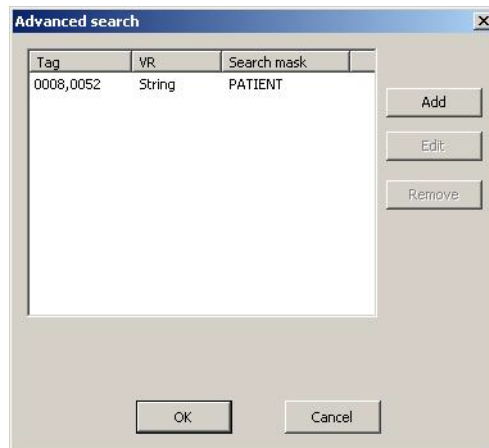 Advanced search
Tag VR Search mask
0008,0052 String PATIENT
Add
Edit
Remove
OK Cancel